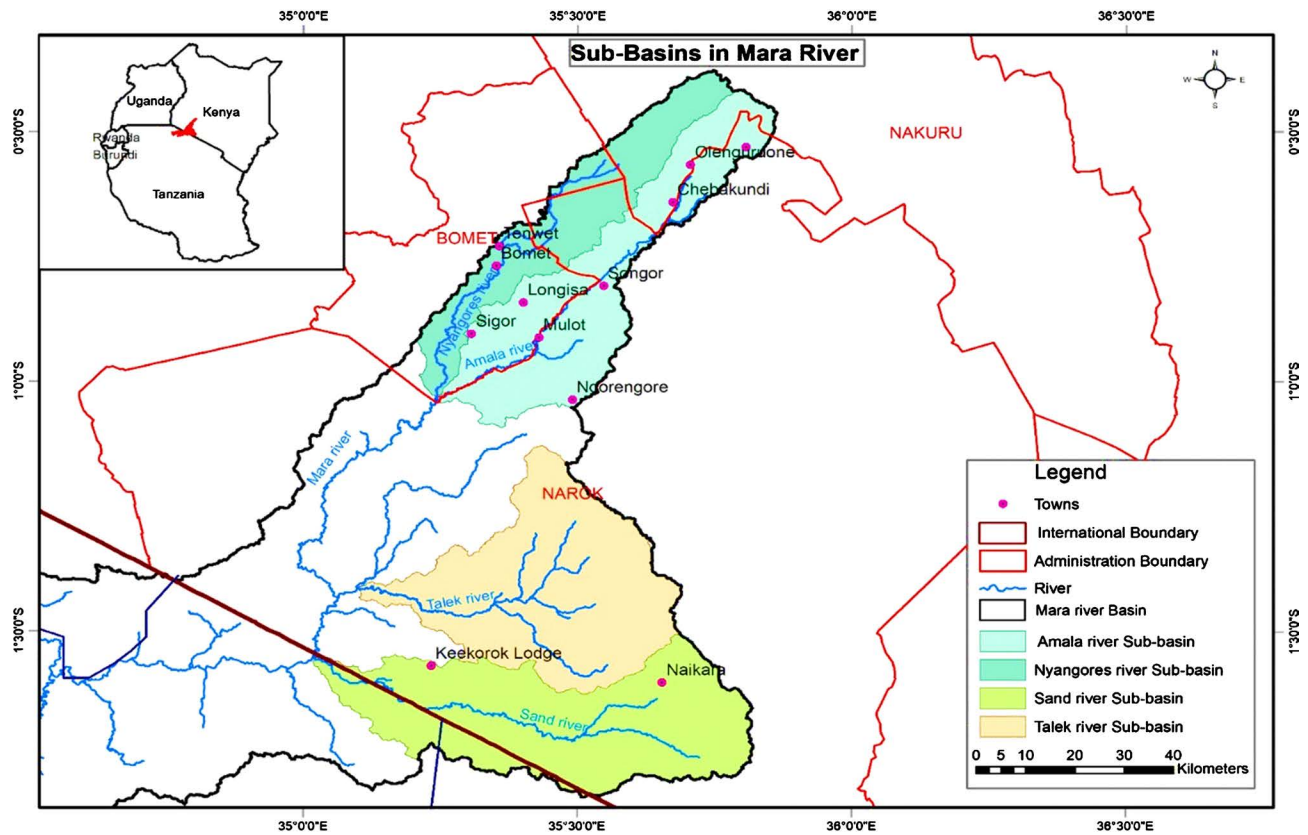 35°0'0"E
35°30'0"E
36°0'0"E
36°30'0"E
Sub-Basins in Mara River
N
W
E
S
Uganda
Kenya
Rwanda
Burundi
Tanzania
0°30'0"S
0°30'0"S
NAKURU
Olenguruone
Chebakundi
BOMET
Tenwet
Bomet
Songor
Longisa
Nyangores river
Sigor
Mulot
Amala river
1°0'0"S
1°0'0"S
Ngorengore
Mara river
NAROK
Talek river
1°30'0"S
1°30'0"S
Keekorok Lodge
Naikara
Sand river
Legend
Towns
International Boundary
Administration Boundary
River
Mara river Basin
Amala river Sub-basin
Nyangores river Sub-basin
Sand river Sub-basin
Talek river Sub-basin
0 5 10 20 30 40
Kilometers
35°0'0"E
35°30'0"E
36°0'0"E
36°30'0"E